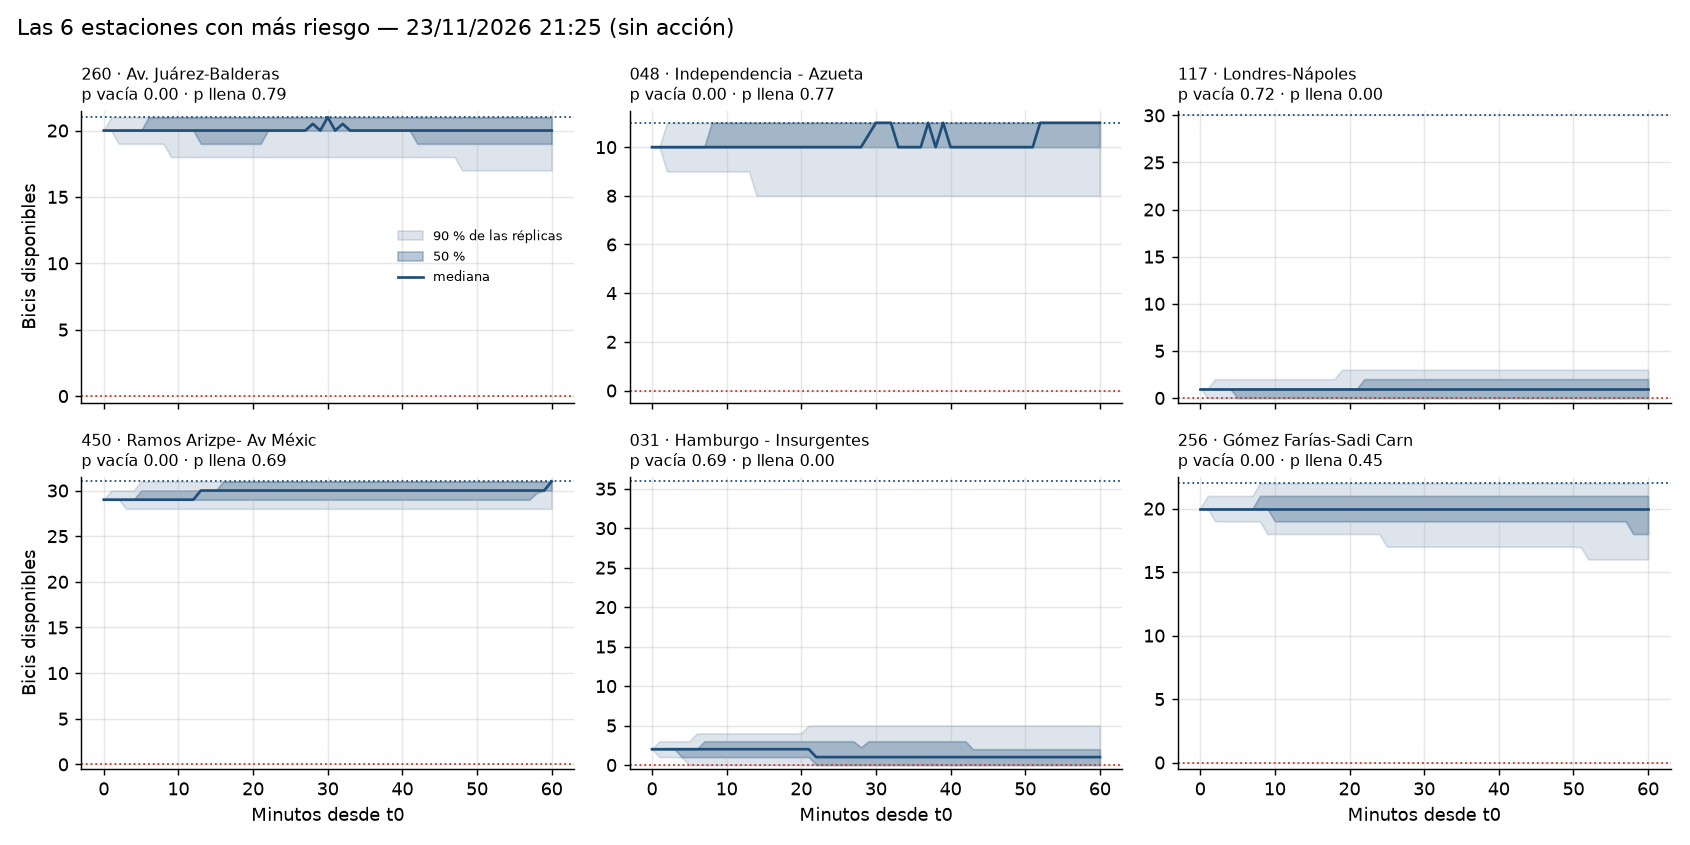 Las 6 estaciones con más riesgo — 23/11/2026 21:25 (sin acción)
260 · Av. Juárez-Balderas
p vacía 0.00 · p llena 0.79
20
15
10
5
0
Bicis disponibles
90 % de las réplicas
50 %
mediana
048 · Independencia - Azueta
p vacía 0.00 · p llena 0.77
10
8
6
4
2
0
117 · Londres-Nápoles
p vacía 0.72 · p llena 0.00
30
25
20
15
10
5
0
450 · Ramos Arizpe- Av Méxic
p vacía 0.00 · p llena 0.69
30
25
20
15
10
5
0
Bicis disponibles
0 10 20 30 40 50 60
Minutos desde t0
031 · Hamburgo - Insurgentes
p vacía 0.69 · p llena 0.00
35
30
25
20
15
10
5
0
0 10 20 30 40 50 60
Minutos desde t0
256 · Gómez Farías-Sadi Carn
p vacía 0.00 · p llena 0.45
20
15
10
5
0
0 10 20 30 40 50 60
Minutos desde t0